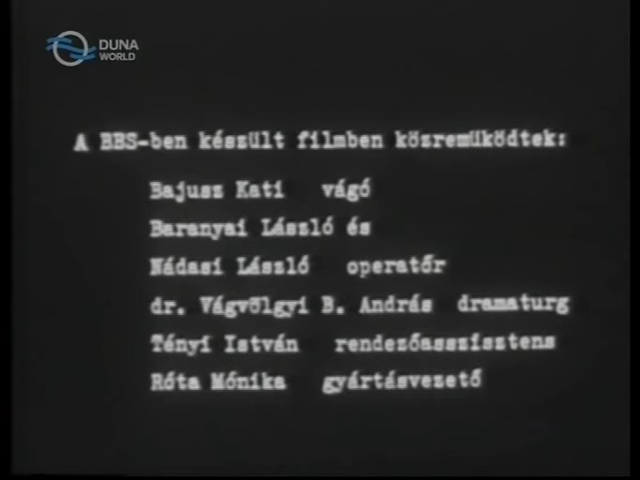 DUNA
WORLD
A BBS-ben készült filmben közreműködtek:
Bajusz Kati vágó
Baranyai László és
Nádasi László operatőr
dr. Vágvölgyi B. András dramaturg
Tényi István rendezőasszisztens
Róta Mónika gyártásvezető